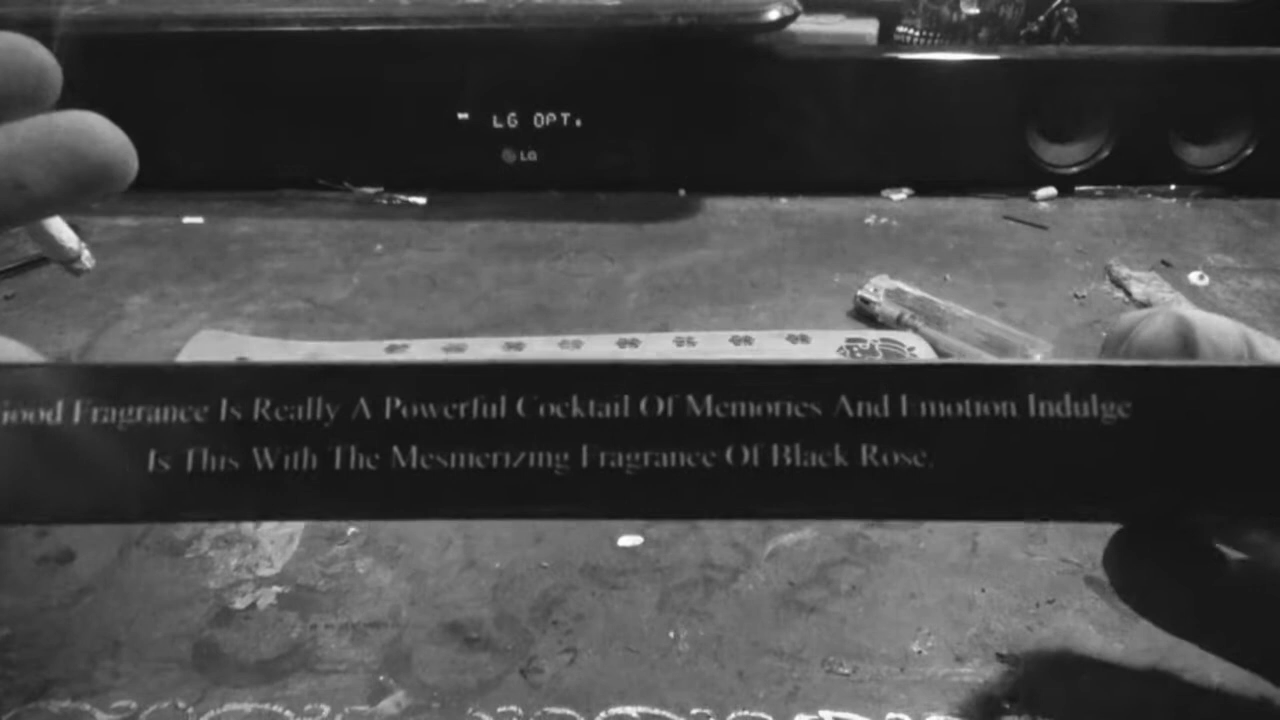 LG OPT.
LG
Good Fragrance Is Really A Powerful Cocktail Of Memories And Emotion Indulge
Is This With The Mesmerizing Fragrance Of Black Rose.